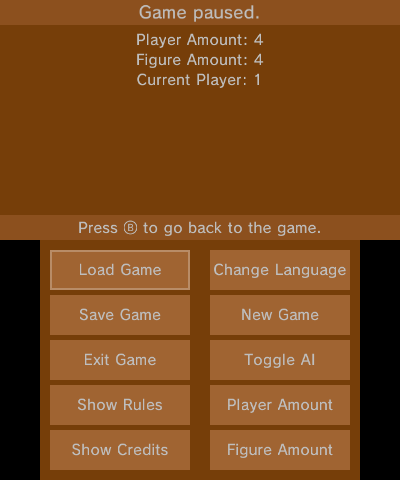 Game paused.
Player Amount: 4
Figure Amount: 4
Current Player: 1
Press Ⓑ to go back to the game.
Load Game
Change Language
Save Game
New Game
Exit Game
Toggle AI
Show Rules
Player Amount
Show Credits
Figure Amount